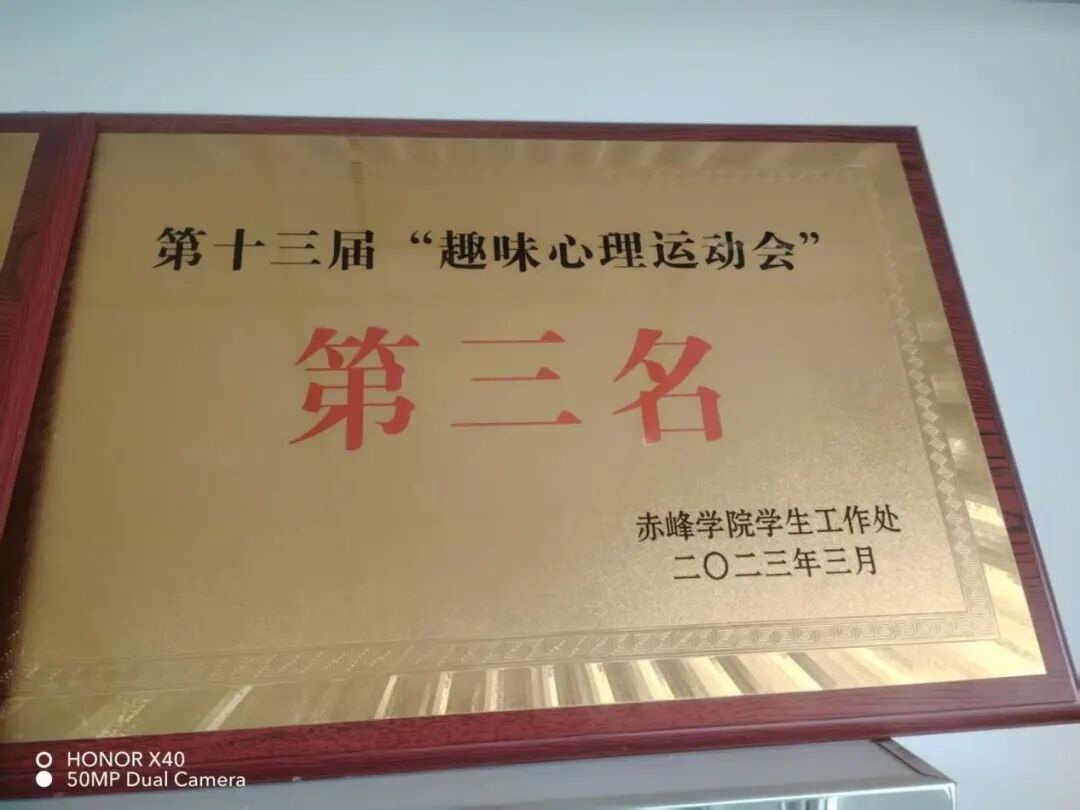 第十三届“趣味心理运动会”
第三名
赤峰学院学生工作处
二〇二三年三月
HONOR X40
50MP Dual Camera